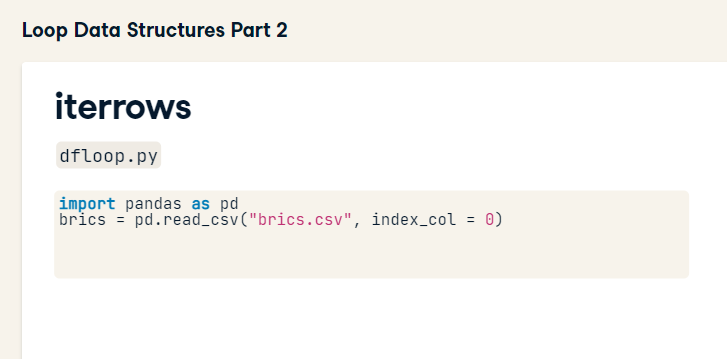 Loop Data Structures Part 2
iterrows
dfloop.py
import pandas as pd
brics = pd.read_csv("brics.csv", index_col = 0)